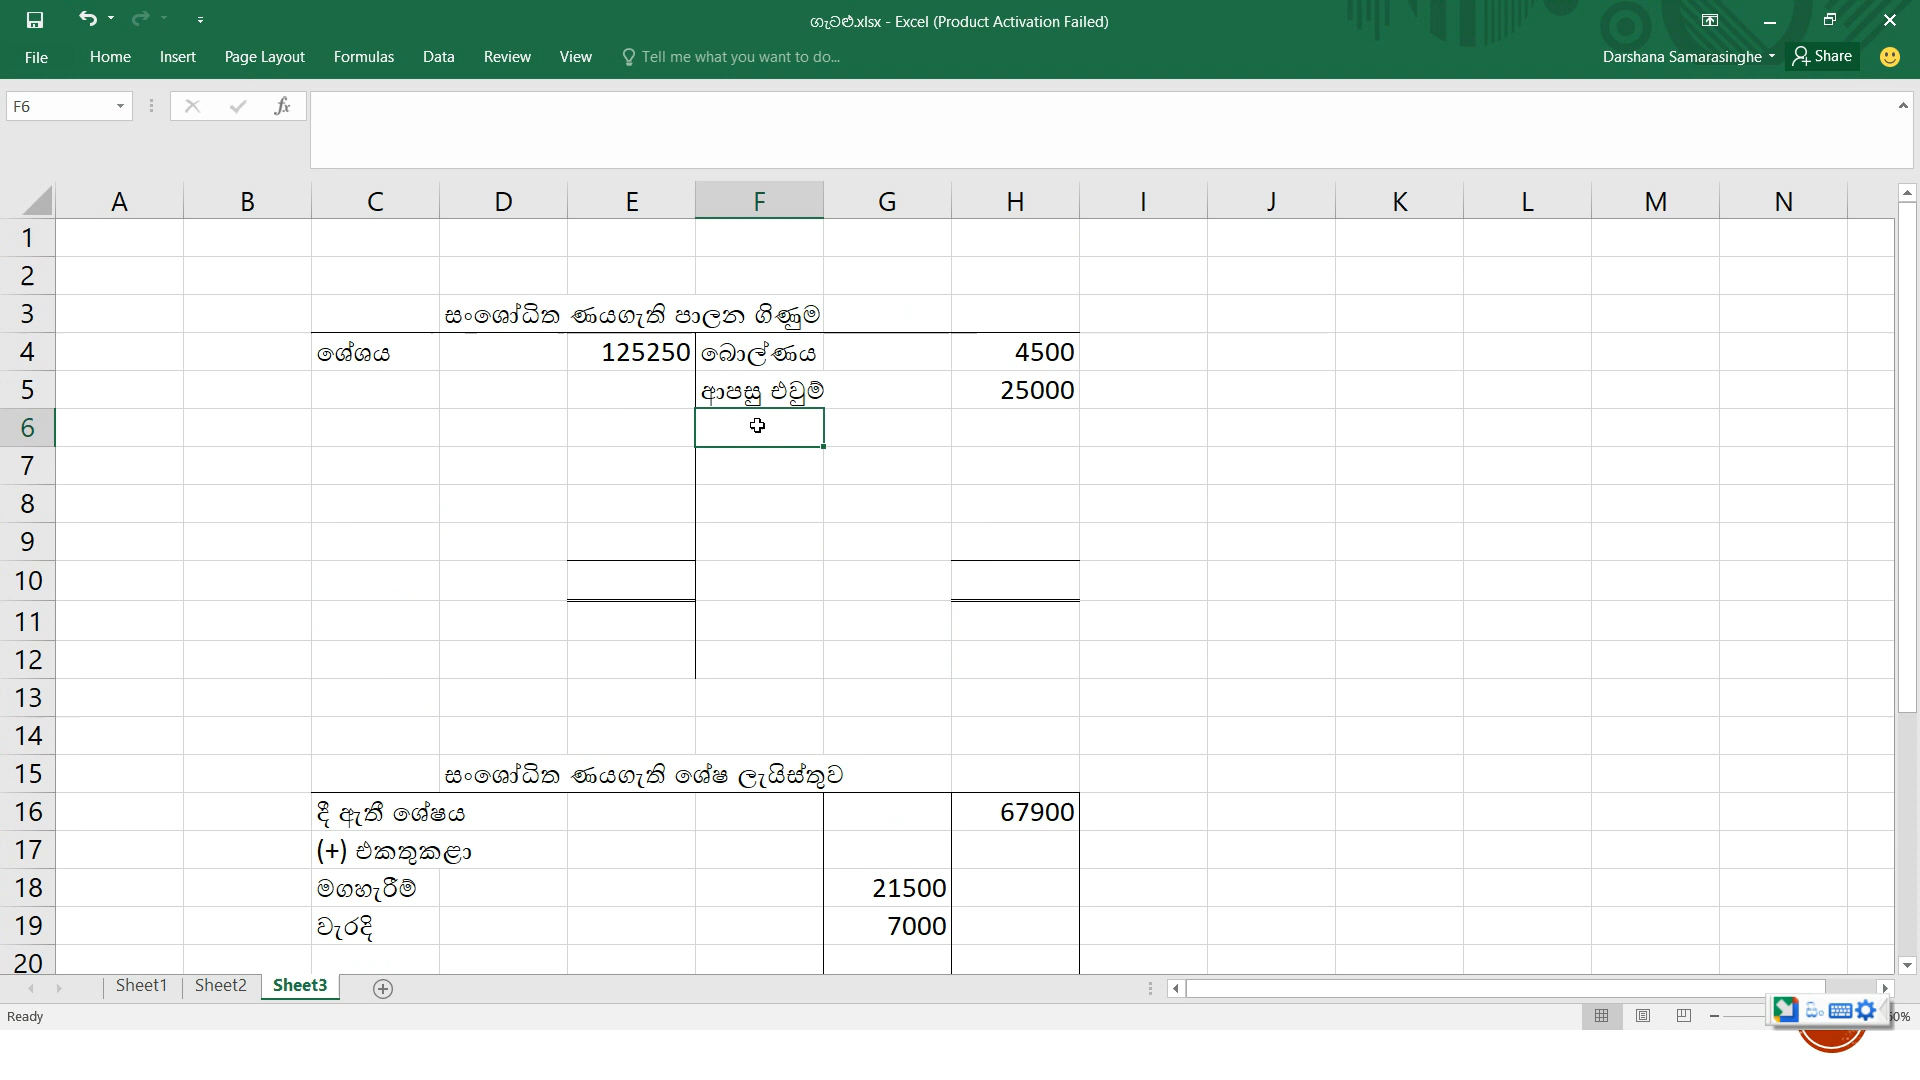 ගැටළු.xlsx - Excel (Product Activation Failed)
File Home Insert Page Layout Formulas Data Review View Tell me what you want to do... Darshana Samarasinghe Share
F6 fx
A B C D E F G H I J K L M N
1
2
3 සංශෝධිත ණයගැති පාලන ගිණුම
4 ශේශය 125250 බොල්ණය 4500
5 ආපසු එවුම් 25000
6
7
8
9
10
11
12
13
14
15 සංශෝධිත ණයගැති ශේෂ ලැයිස්තුව
16 දී ඇතී ශේෂය 67900
17 (+) එකතුකළා
18 මගහැරීම් 21500
19 වැරදි 7000
20
Sheet1 Sheet2 Sheet3
Ready